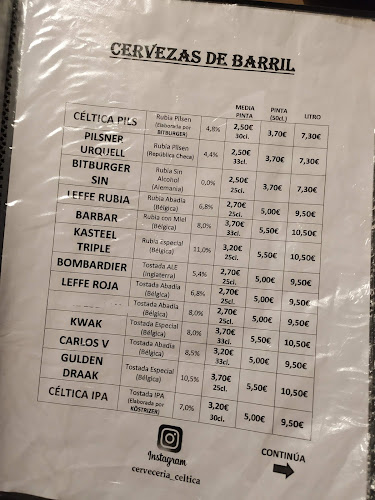 CERVEZAS DE BARRIL
MEDIA PINTA
PINTA (50cl.)
LITRO
CÉLTICA PILS
Rubia Pilsen
(Elaborada por
BITBURGER)
4,8%
2,50€
30cl.
3,70€
7,30€
PILSNER
URQUELL
Rubia Pilsen
(República Checa)
4,4%
2,50€
33cl.
3,70€
7,30€
BITBURGER
SIN
Rubia Sin
Alcohol
(Alemania)
0,0%
2,50€
25cl.
3,70€
7,30€
LEFFE RUBIA
Rubia Abadía
(Bélgica)
6,8%
2,70€
25cl.
5,00€
9,50€
BARBAR
Rubia con Miel
(Bélgica)
8,0%
3,70€
33cl.
5,50€
10,50€
KASTEEL
TRIPLE
Rubia Especial
(Bélgica)
11,0%
3,20€
25cl.
5,50€
10,50€
BOMBARDIER
Tostada ALE
(Inglaterra)
5,4%
2,70€
25cl.
5,00€
9,50€
LEFFE ROJA
Tostada Abadía
(Bélgica)
6,8%
2,70€
25cl.
5,00€
9,50€
Tostada Abadía
(Bélgica)
8,0%
2,70€
25cl.
5,00€
9,50€
KWAK
Tostada Especial
(Bélgica)
8,0%
3,70€
33cl.
5,50€
10,50€
CARLOS V
Tostada Abadía
(Bélgica)
8,5%
3,20€
33cl.
5,00€
9,50€
GULDEN
DRAAK
Tostada Especial
(Bélgica)
10,5%
3,70€
5,50€
10,50€
CÉLTICA IPA
Tostada IPA
(Elaborada por
KÖSTRIZER)
7,0%
3,20€
30cl.
5,00€
9,50€
Instagram
cerveceria_celtica
CONTINÚA